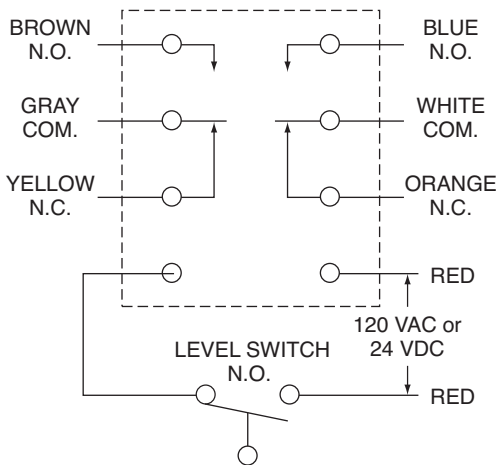 BROWN
N.O.
BLUE
N.O.
GRAY
COM.
WHITE
COM.
YELLOW
N.C.
ORANGE
N.C.
RED
120 VAC or
24 VDC
LEVEL SWITCH
N.O.
RED